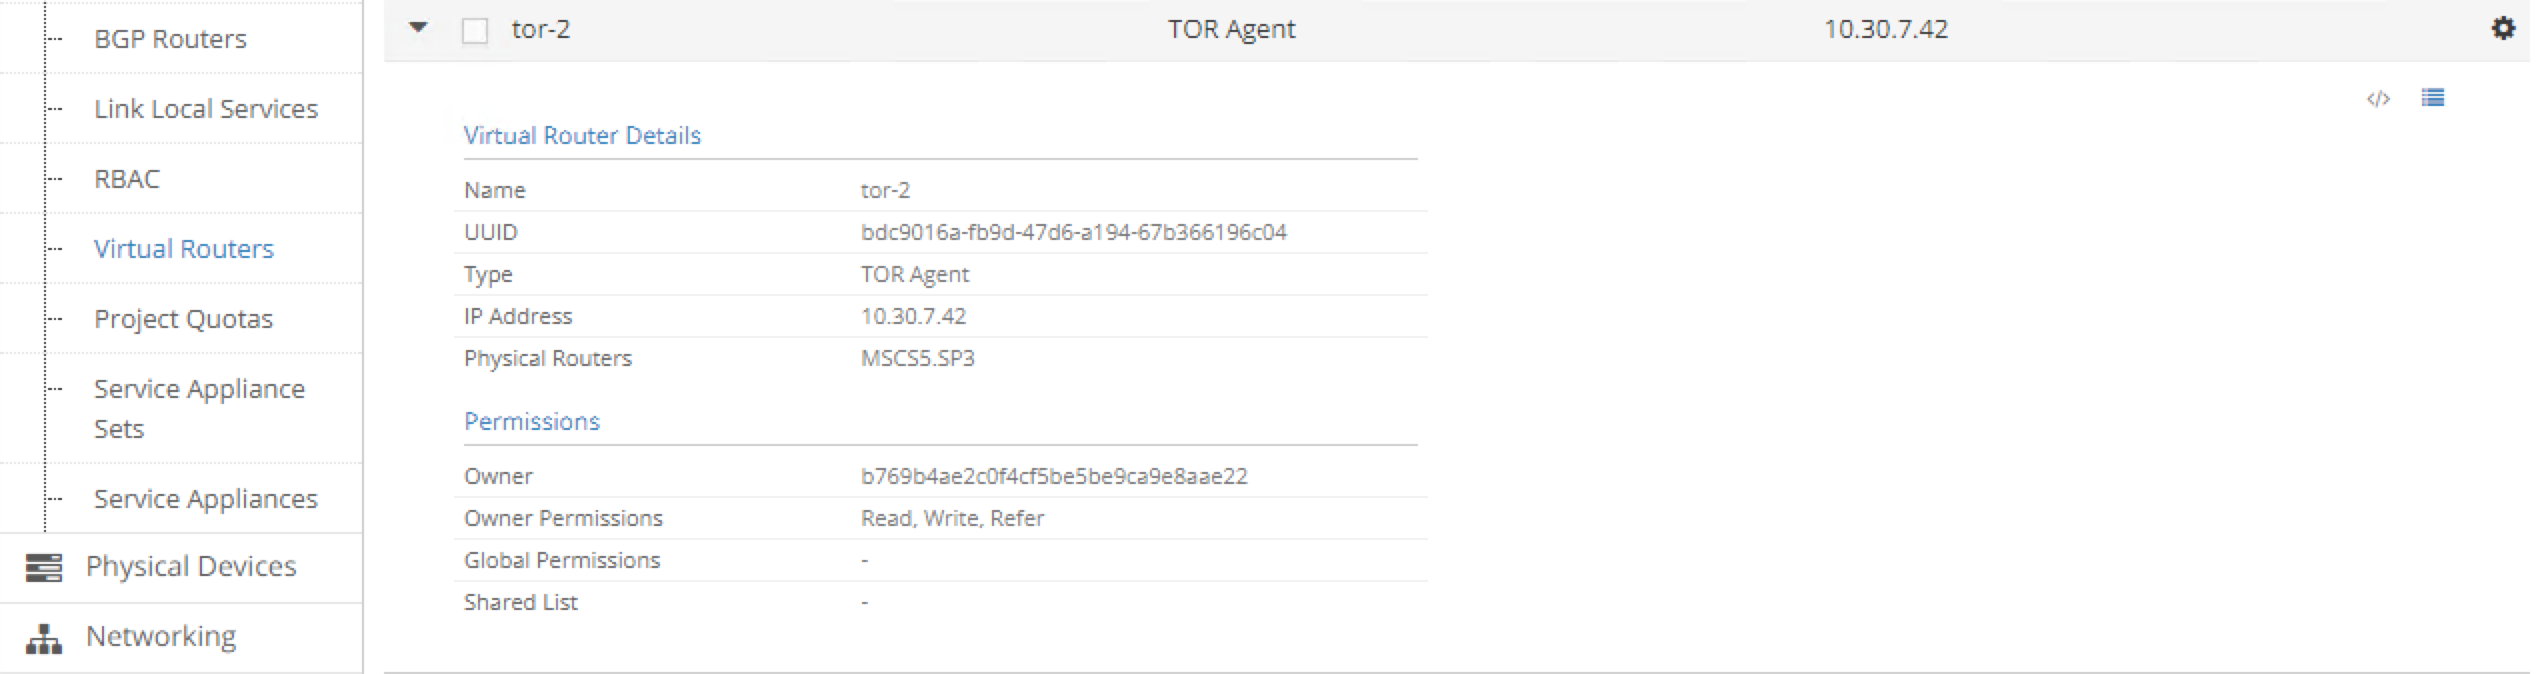 BGP Routers
Link Local Services
RBAC
Virtual Routers
Project Quotas
Service Appliance
Sets
Service Appliances
Physical Devices
Networking
tor-2 TOR Agent 10.30.7.42
</>
Virtual Router Details
Name tor-2
UUID bdc9016a-fb9d-47d6-a194-67b366196c04
Type TOR Agent
IP Address 10.30.7.42
Physical Routers MSCS5.SP3
Permissions
Owner b769b4ae2c0f4cf5be5be9ca9e8aae22
Owner Permissions Read, Write, Refer
Global Permissions -
Shared List -